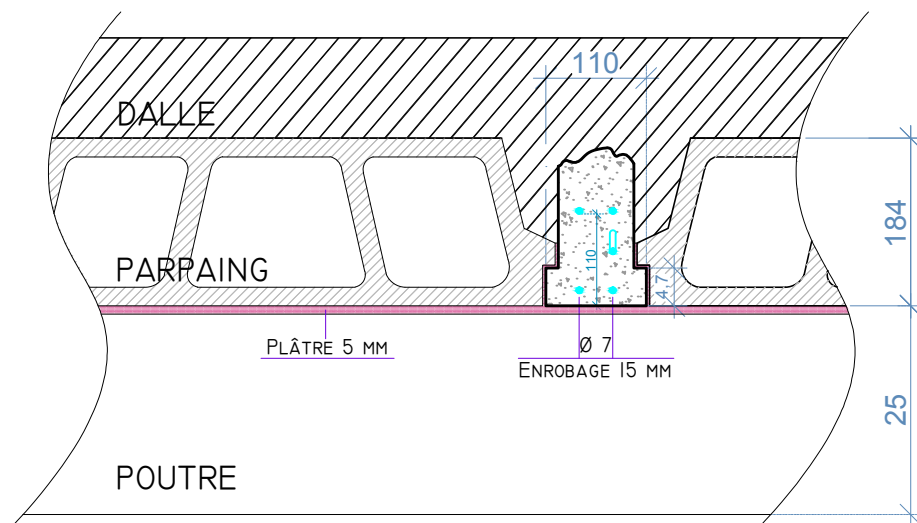 110
DALLE
184
110
PARPAING
4,7
PLÂTRE 5 MM
Ø 7
ENROBAGE 15 MM
25
POUTRE